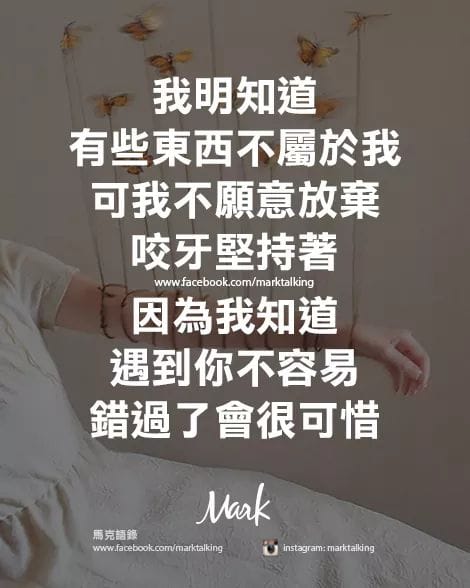 我明知道
有些東西不屬於我
可我不願意放棄
咬牙堅持著
www.facebook.com/marktalking
因為我知道
遇到你不容易
錯過了會很可惜
Mark
馬克語錄
www.facebook.com/marktalking
instagram: marktalking